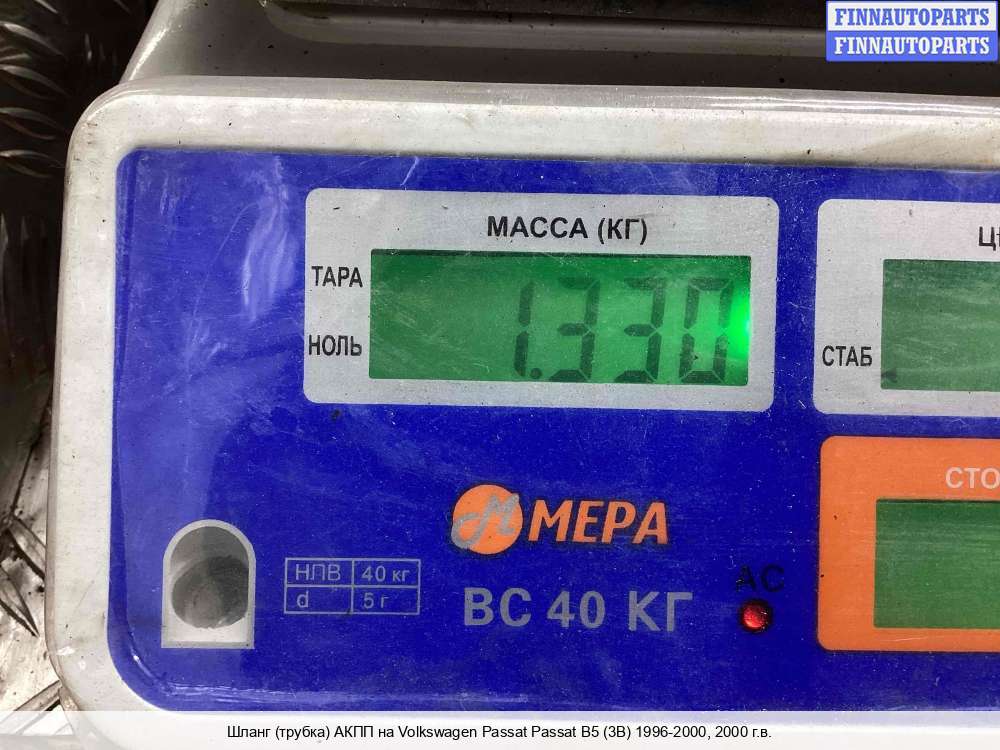 FINNAUTOPARTS
FINNAUTOPARTS
МАССА (КГ)
ТАРА
1.330
НОЛЬ
СТАБ
МЕРА
НПВ 40 кг
d 5 г
ВС 40 КГ
АС
Шланг (трубка) АКПП на Volkswagen Passat Passat B5 (3B) 1996-2000, 2000 г.в.